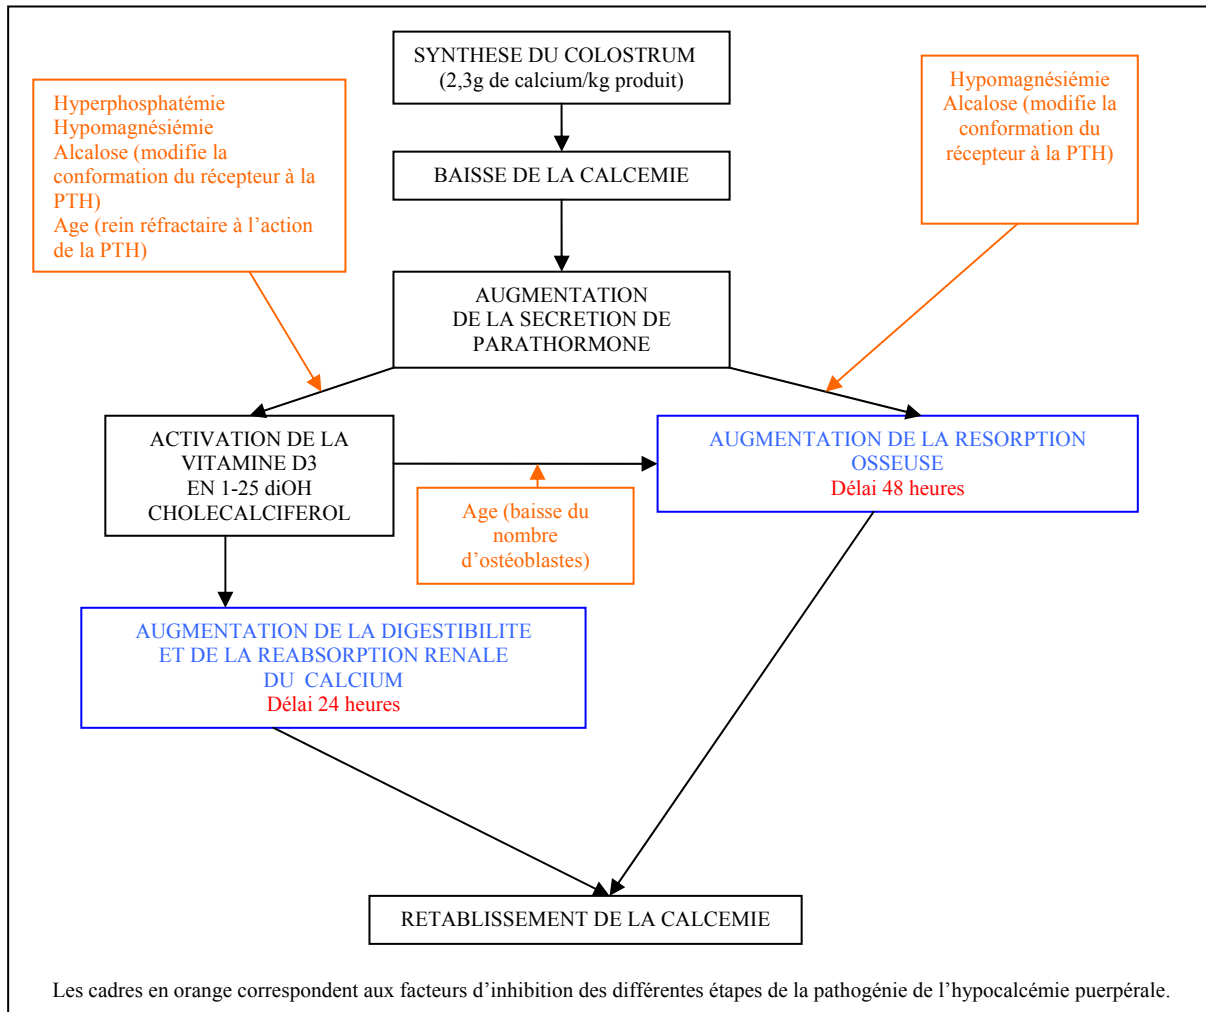 SYNTHESE DU COLOSTRUM
(2,3g de calcium/kg produit)
Hyperphosphatémie
Hypomagnésiémie
Alcalose (modifie la
conformation du récepteur à la
PTH)
Age (rein réfractaire à l'action
de la PTH)
Hypomagnésiémie
Alcalose (modifie la
conformation du
récepteur à la PTH)
BAISSE DE LA CALCEMIE
AUGMENTATION
DE LA SECRETION DE
PARATHORMONE
ACTIVATION DE LA
VITAMINE D3
EN 1-25 diOH
CHOLECALCIFEROL
AUGMENTATION DE LA RESORPTION
OSSEUSE
Délai 48 heures
Age (baisse du
nombre
d'ostéoblastes)
AUGMENTATION DE LA DIGESTIBILITE
ET DE LA REABSORPTION RENALE
DU CALCIUM
Délai 24 heures
RETABLISSEMENT DE LA CALCEMIE
Les cadres en orange correspondent aux facteurs d'inhibition des différentes étapes de la pathogénie de l'hypocalcémie puerpérale.